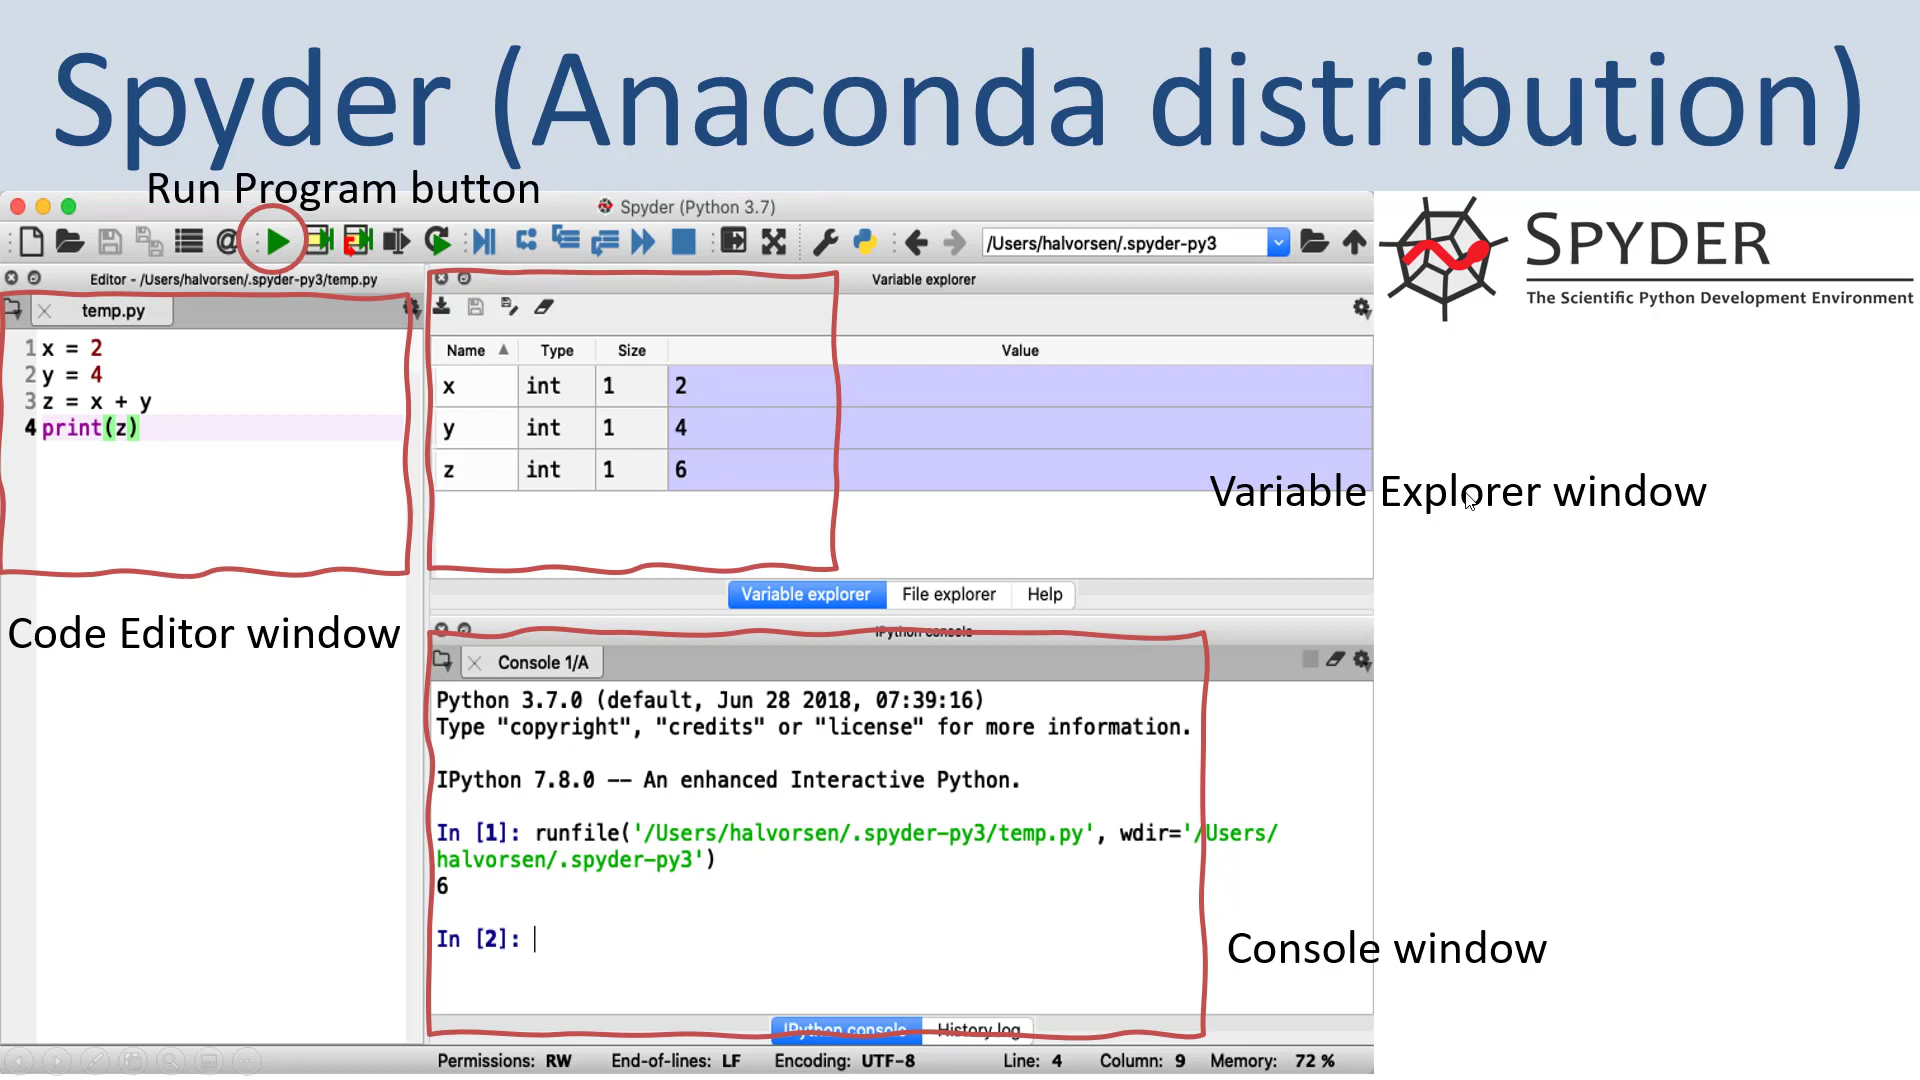 Spyder (Anaconda distribution)
Run Program button
Spyder (Python 3.7)
/Users/halvorsen/.spyder-py3
SPYDER
The Scientific Python Development Environment
Editor - /Users/halvorsen/.spyder-py3/temp.py
Variable explorer
temp.py
1 x = 2
2 y = 4
3 z = x + y
4 print(z)
Name Type Size Value
x int 1 2
y int 1 4
z int 1 6
Variable Explorer window
Variable explorer File explorer Help
Code Editor window
IPython console
Console 1/A
Python 3.7.0 (default, Jun 28 2018, 07:39:16)
Type "copyright", "credits" or "license" for more information.
IPython 7.8.0 -- An enhanced Interactive Python.
In [1]: runfile('/Users/halvorsen/.spyder-py3/temp.py', wdir='/Users/
halvorsen/.spyder-py3')
6
In [2]:
Console window
IPython console History log
Permissions: RW End-of-lines: LF Encoding: UTF-8 Line: 4 Column: 9 Memory: 72 %